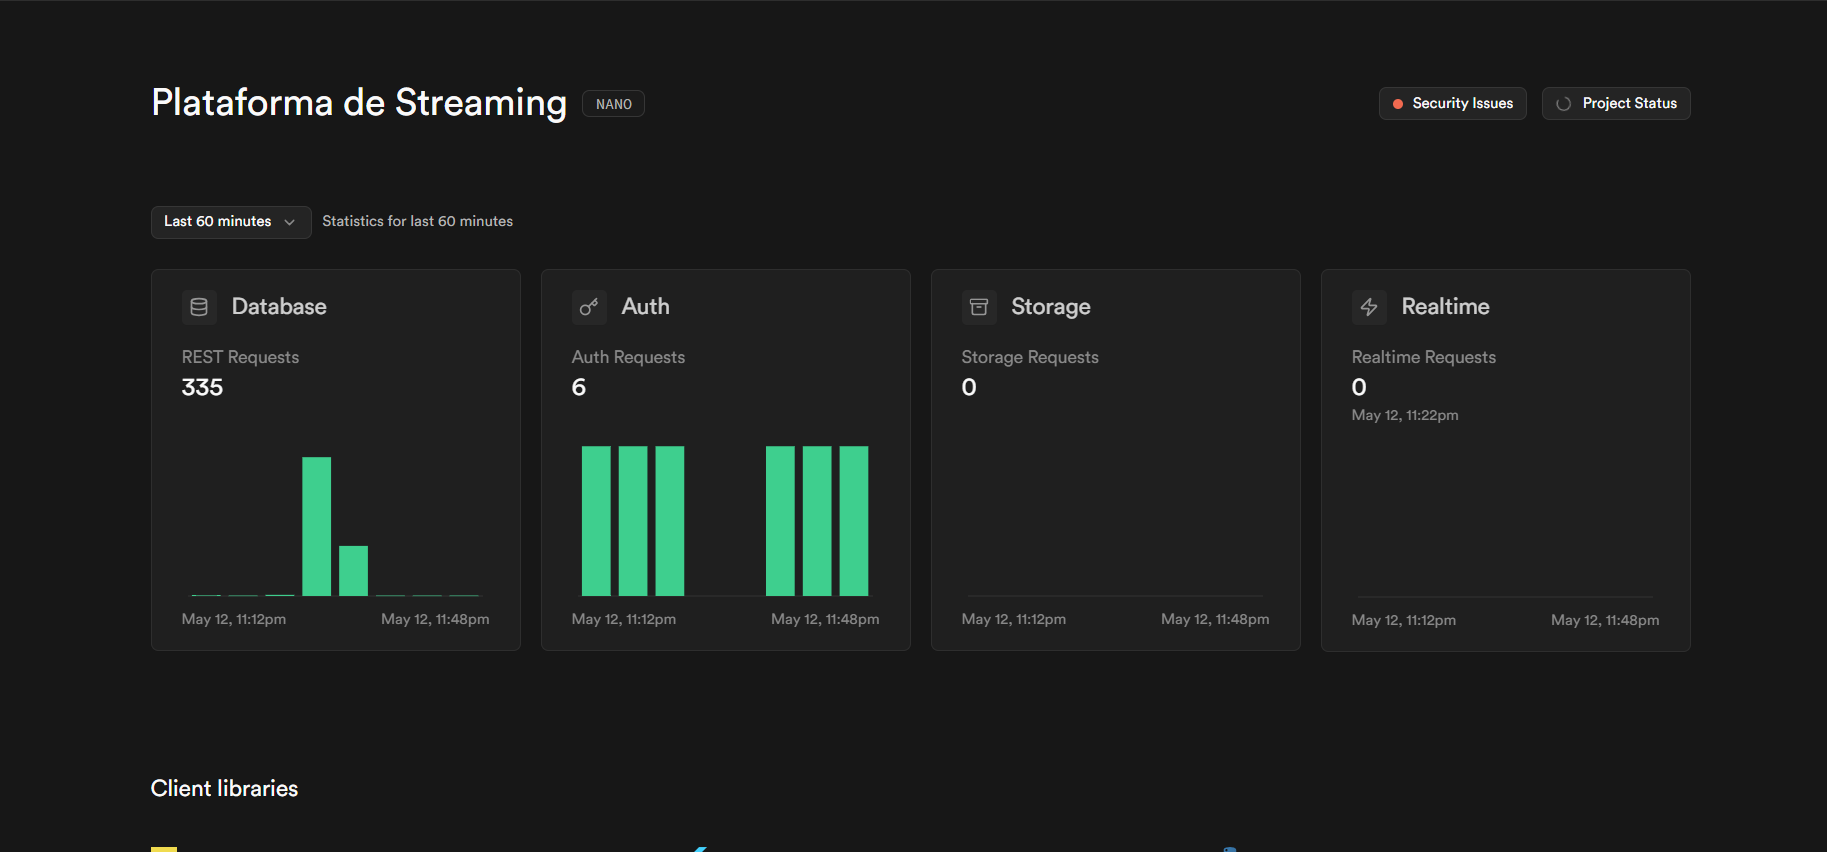 Plataforma de Streaming NANO
Security Issues
Project Status
Last 60 minutes
Statistics for last 60 minutes
Database
REST Requests
335
May 12, 11:12pm
May 12, 11:48pm
Auth
Auth Requests
6
May 12, 11:12pm
May 12, 11:48pm
Storage
Storage Requests
0
May 12, 11:12pm
May 12, 11:48pm
Realtime
Realtime Requests
0
May 12, 11:22pm
May 12, 11:12pm
May 12, 11:48pm
Client libraries